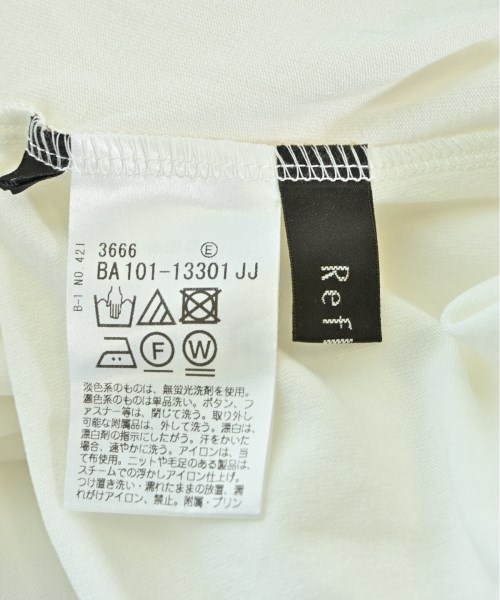 B-1 NO 421
3666 E
BA101-13301JJ
F W
淡色系のものは、無蛍光洗剤を使用。
濃色系のものは単品洗い。ボタン、フ
ァスナー等は、閉じて洗う。取り外し
可能な附属品は、外して洗う。漂白は、
漂白剤の指示にしたがう。汗をかいた
場合、速やかに洗う。アイロンは、当
て布使用。ニットや毛足のある製品は、
スチームでの浮かしアイロン仕上げ。
つけ置き洗い・濡れたままの放置、濡
れがけアイロン、禁止。附属・プリン
Ref